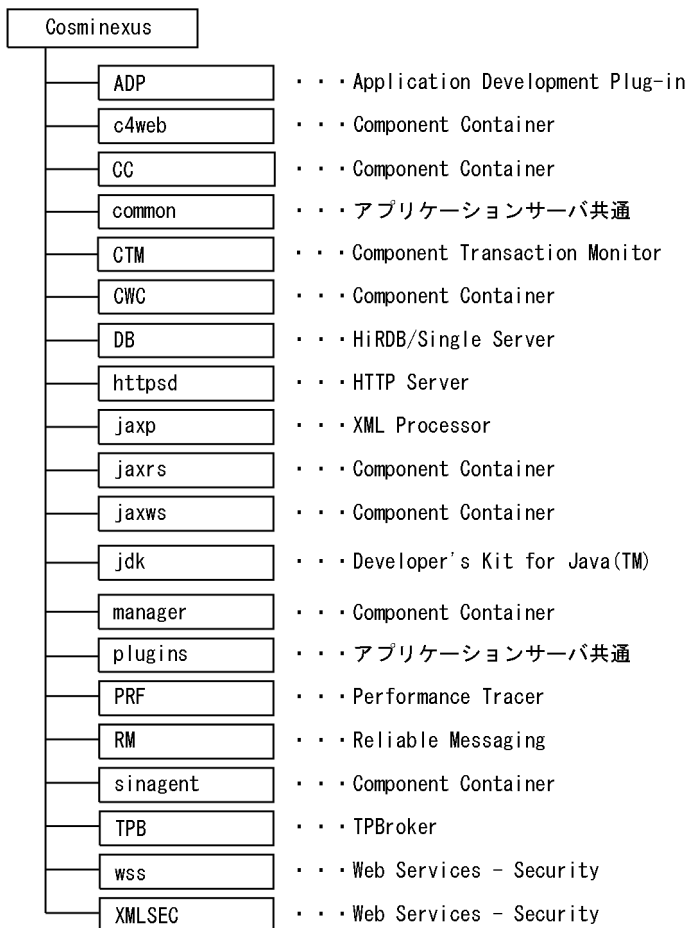 Cosminexus
ADP ・・・Application Development Plug-in
c4web ・・・Component Container
CC ・・・Component Container
common ・・・アプリケーションサーバ共通
CTM ・・・Component Transaction Monitor
CWC ・・・Component Container
DB ・・・HiRDB/Single Server
httpsd ・・・HTTP Server
jaxp ・・・XML Processor
jaxrs ・・・Component Container
jaxws ・・・Component Container
jdk ・・・Developer's Kit for Java(TM)
manager ・・・Component Container
plugins ・・・アプリケーションサーバ共通
PRF ・・・Performance Tracer
RM ・・・Reliable Messaging
sinagent ・・・Component Container
TPB ・・・TPBroker
wss ・・・Web Services - Security
XMLSEC ・・・Web Services - Security